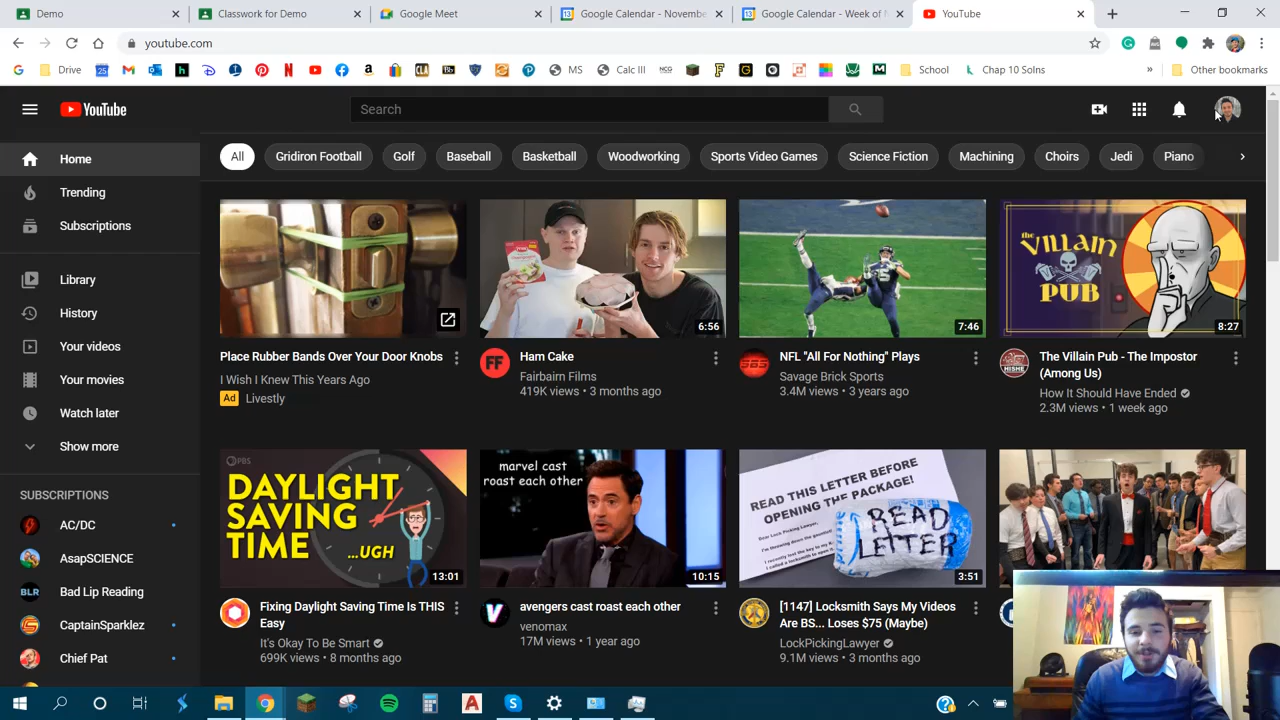 Demo
Classwork for Demo
Google Meet
Google Calendar - Novembe
Google Calendar - Week of
YouTube
youtube.com
Drive
MS
Calc III
School
Chap 10 Solns
Other bookmarks
YouTube
Search
All
Gridiron Football
Golf
Baseball
Basketball
Woodworking
Sports Video Games
Science Fiction
Machining
Choirs
Jedi
Piano
Home
Trending
Subscriptions
Library
History
Your videos
Your movies
Watch later
Show more
SUBSCRIPTIONS
AC/DC
AsapSCIENCE
Bad Lip Reading
CaptainSparklez
Chief Pat
6:56
7:46
the
VILLAIN
PUB
8:27
Place Rubber Bands Over Your Door Knobs
I Wish I Knew This Years Ago
Ad Livestly
FF
Ham Cake
Fairbairn Films
419K views • 3 months ago
SBS
NFL "All For Nothing" Plays
Savage Brick Sports
3.4M views • 3 years ago
HISHE
The Villain Pub - The Impostor
(Among Us)
How It Should Have Ended
2.3M views • 1 week ago
PBS
DAYLIGHT
SAVING
TIME
...UGH
13:01
marvel cast
roast each other
10:15
READ THIS LETTER BEFORE
OPENING THE PACKAGE!
READ
LETTER
3:51
Fixing Daylight Saving Time Is THIS
Easy
It's Okay To Be Smart
699K views • 8 months ago
avengers cast roast each other
venomax
17M views • 1 year ago
[1147] Locksmith Says My Videos
Are BS... Loses $75 (Maybe)
LockPickingLawyer
9.1M views • 3 months ago
BLR